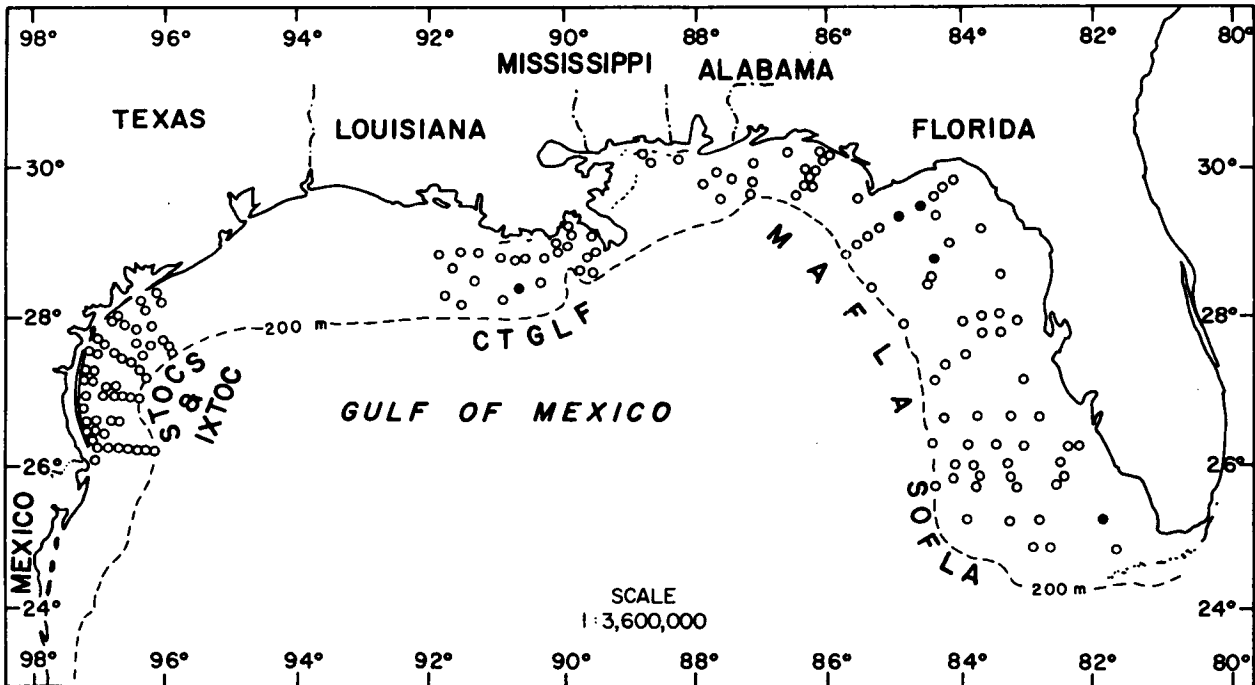 98° 96° 94° 92° 90° 88° 86° 84° 82° 80°
MISSISSIPPI ALABAMA
TEXAS LOUISIANA FLORIDA
30° 30°
MAFLA
28° 200 m CTGLF 28°
STOCS & IXTOC
GULF OF MEXICO
26° 26°
SOFLA
MEXICO
200 m
24° SCALE 24°
1:3,600,000
98° 96° 94° 92° 90° 88° 86° 84° 82° 80°